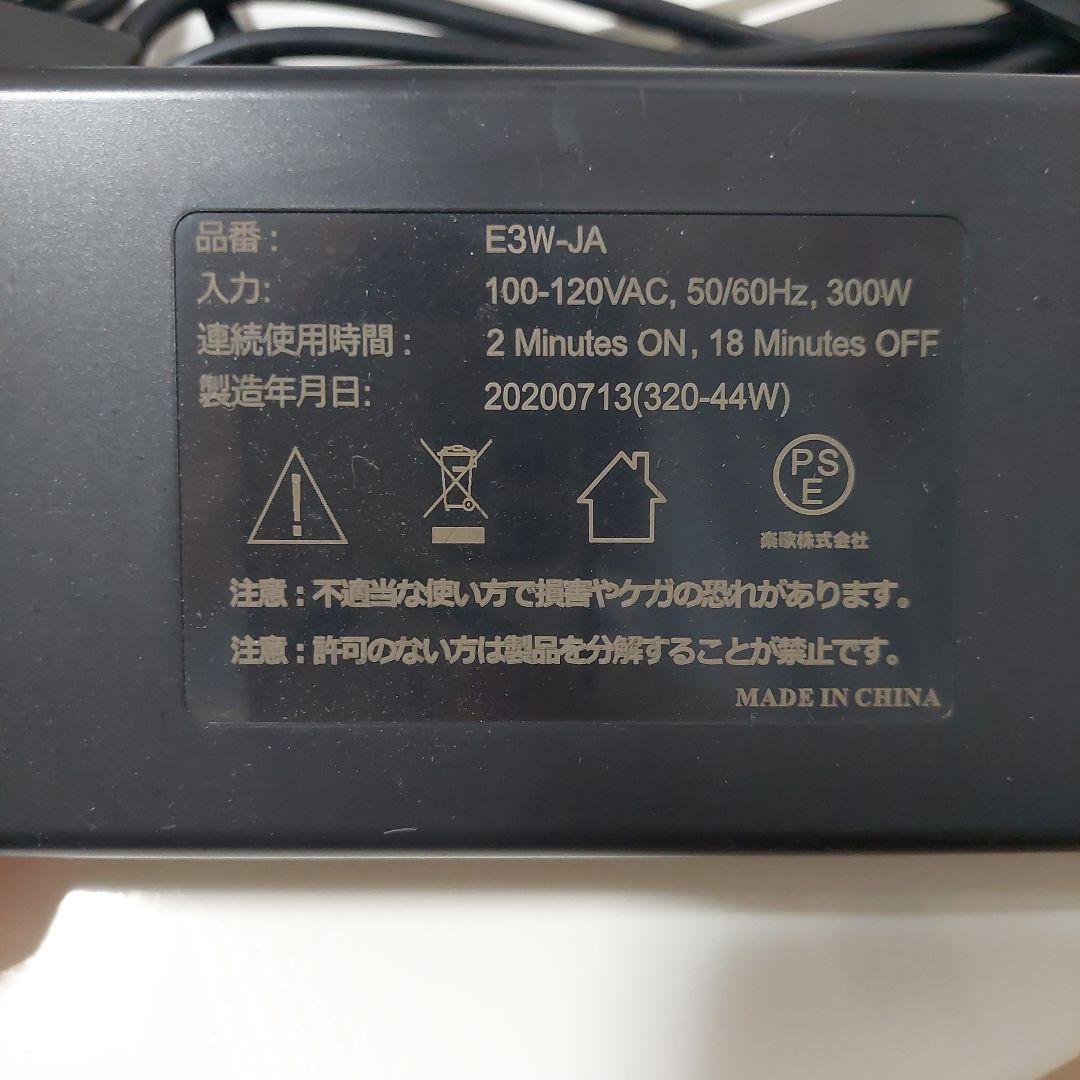 品番: E3W-JA
入力: 100-120VAC, 50/60Hz, 300W
連続使用時間: 2 Minutes ON, 18 Minutes OFF
製造年月日: 20200713(320-44W)
PSE
楽歌株式会社
注意:不適当な使い方で損害やケガの恐れがあります。
注意:許可のない方は製品を分解することが禁止です。
MADE IN CHINA